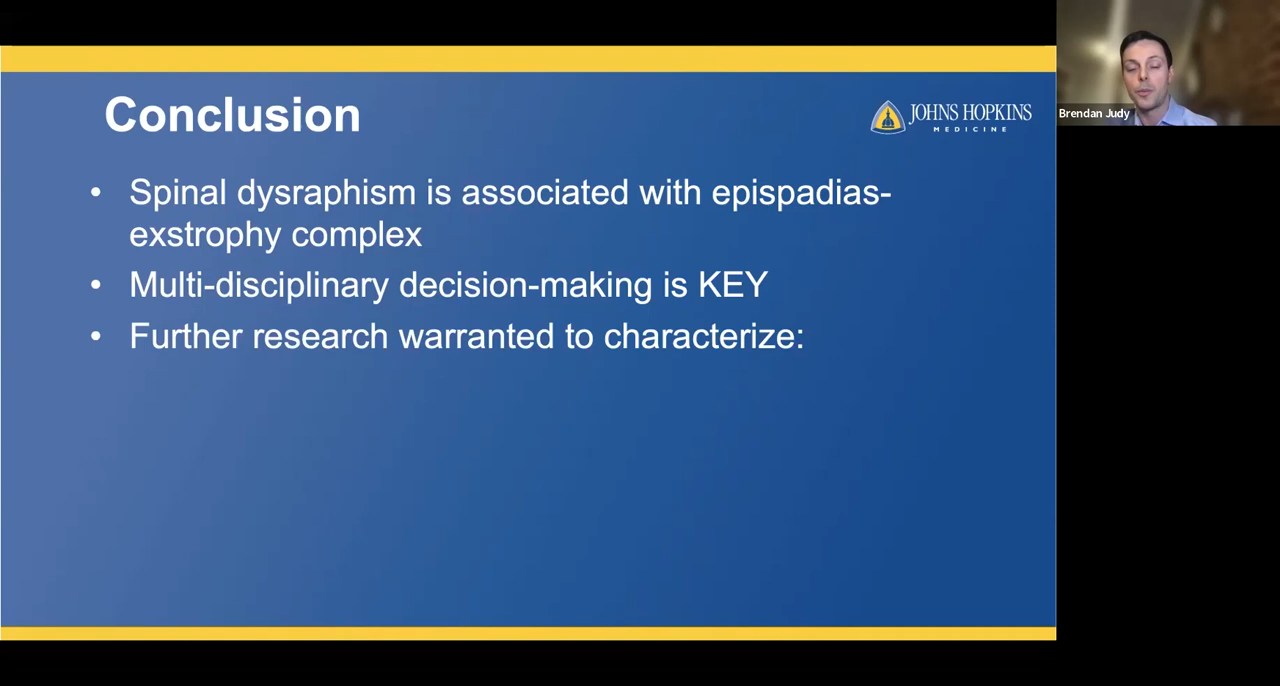 Conclusion
JOHNS HOPKINS
MEDICINE
Brendan Judy
• Spinal dysraphism is associated with epispadias-
exstrophy complex
• Multi-disciplinary decision-making is KEY
• Further research warranted to characterize: